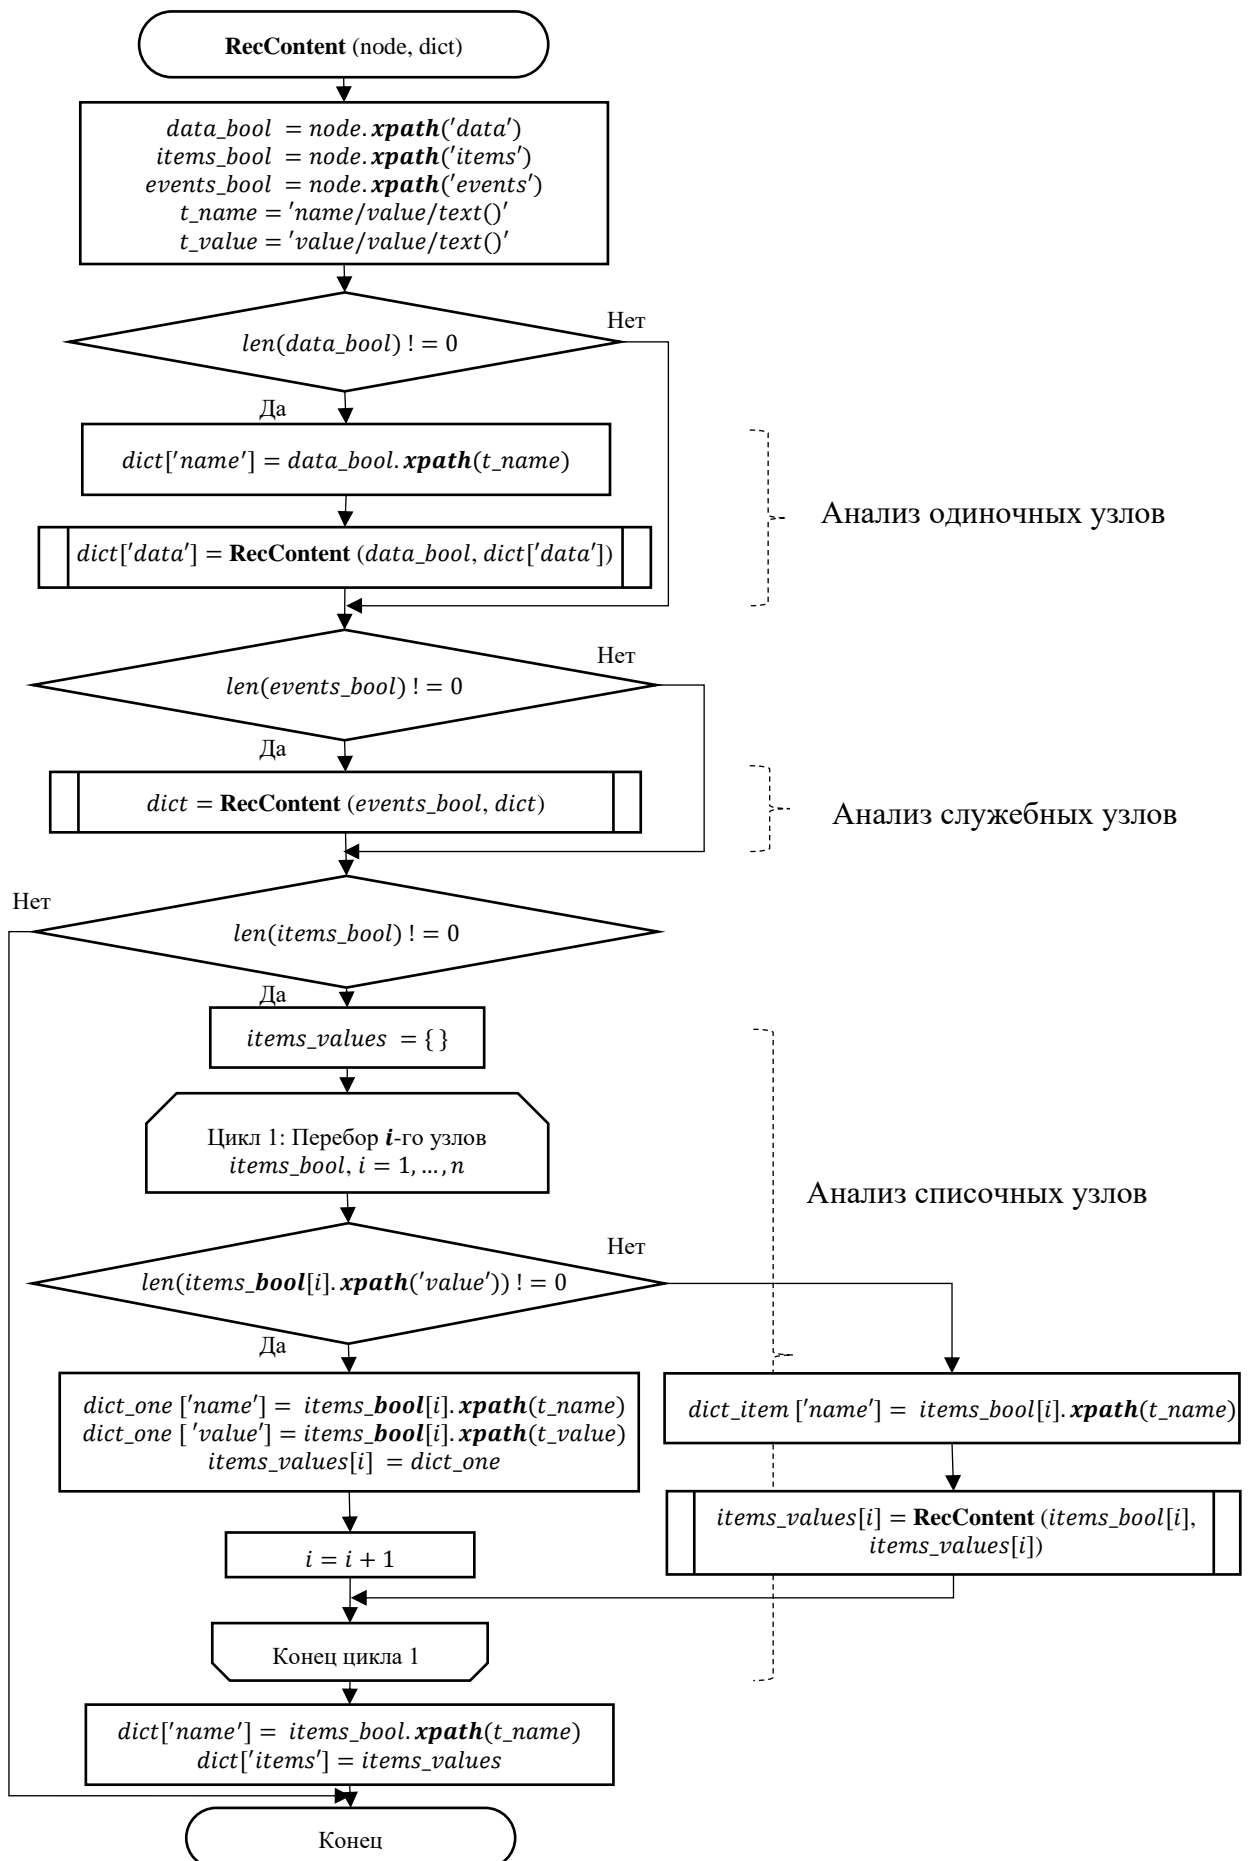 RecContent (node, dict)
data_bool = node.xpath('data')
items_bool = node.xpath('items')
events_bool = node.xpath('events')
t_name = 'name/value/text()'
t_value = 'value/value/text()'
Нет
len(data_bool) ! = 0
Да
dict['name'] = data_bool.xpath(t_name)
Анализ одиночных узлов
dict['data'] = RecContent (data_bool, dict['data'])
Нет
len(events_bool) ! = 0
Да
dict = RecContent (events_bool, dict)
Анализ служебных узлов
Нет
len(items_bool) ! = 0
Да
items_values = { }
Цикл 1: Перебор i-го узлов
items_bool, i = 1, ..., n
Анализ списочных узлов
Нет
len(items_bool[i].xpath('value')) ! = 0
Да
dict_one ['name'] = items_bool[i].xpath(t_name)
dict_one [ 'value'] = items_bool[i].xpath(t_value)
items_values[i] = dict_one
dict_item ['name'] = items_bool[i].xpath(t_name)
items_values[i] = RecContent (items_bool[i],
items_values[i])
i = i + 1
Конец цикла 1
dict['name'] = items_bool.xpath(t_name)
dict['items'] = items_values
Конец